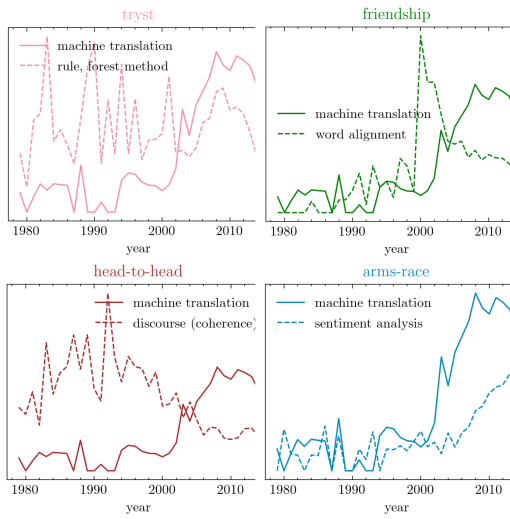 tryst
machine translation
rule, forest method
1980 1990 2000 2010
year
friendship
machine translation
word alignment
1980 1990 2000 2010
year
head-to-head
machine translation
discourse (coherence)
1980 1990 2000 2010
year
arms-race
machine translation
sentiment analysis
1980 1990 2000 2010
year